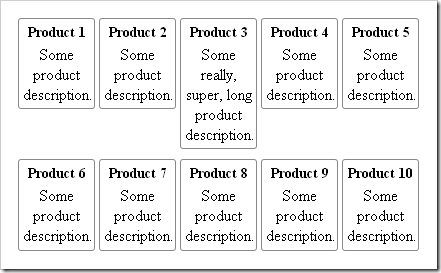 Product 1
Some
product
description.
Product 2
Some
product
description.
Product 3
Some
really,
super, long
product
description.
Product 4
Some
product
description.
Product 5
Some
product
description.
Product 6
Some
product
description.
Product 7
Some
product
description.
Product 8
Some
product
description.
Product 9
Some
product
description.
Product 10
Some
product
description.